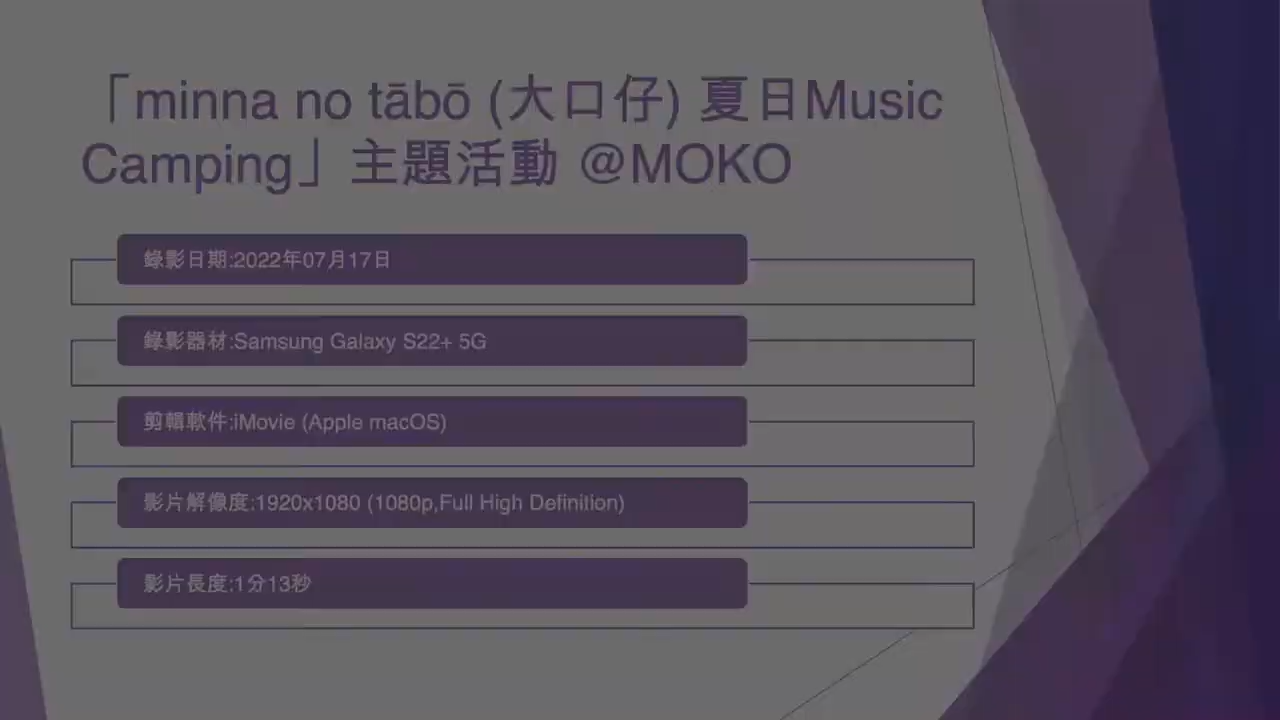 「minna no tābō (大口仔) 夏日Music
Camping」主題活動 @MOKO
錄影日期:2022年07月17日
錄影器材:Samsung Galaxy S22+ 5G
剪輯軟件:iMovie (Apple macOS)
影片解像度:1920x1080 (1080p,Full High Definition)
影片長度:1分13秒